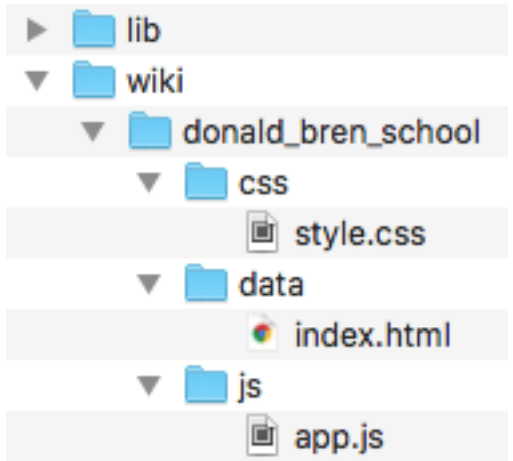 lib
wiki
donald_bren_school
css
style.css
data
index.html
js
app.js